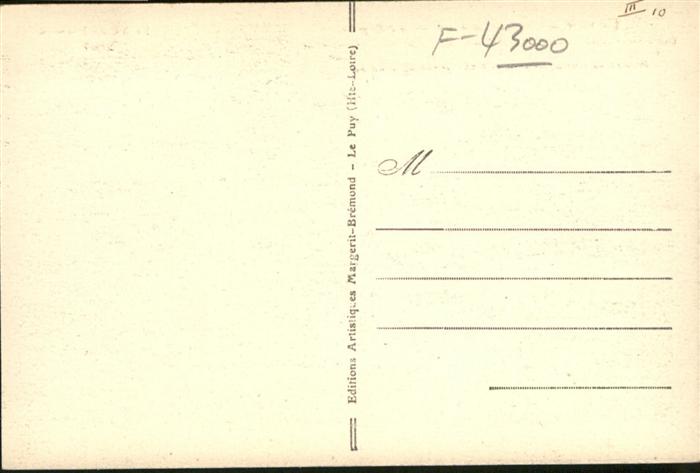 III 10
F-43000
Editions Artistiques Margerit-Brémond - Le Puy (Hte-Loire)
M